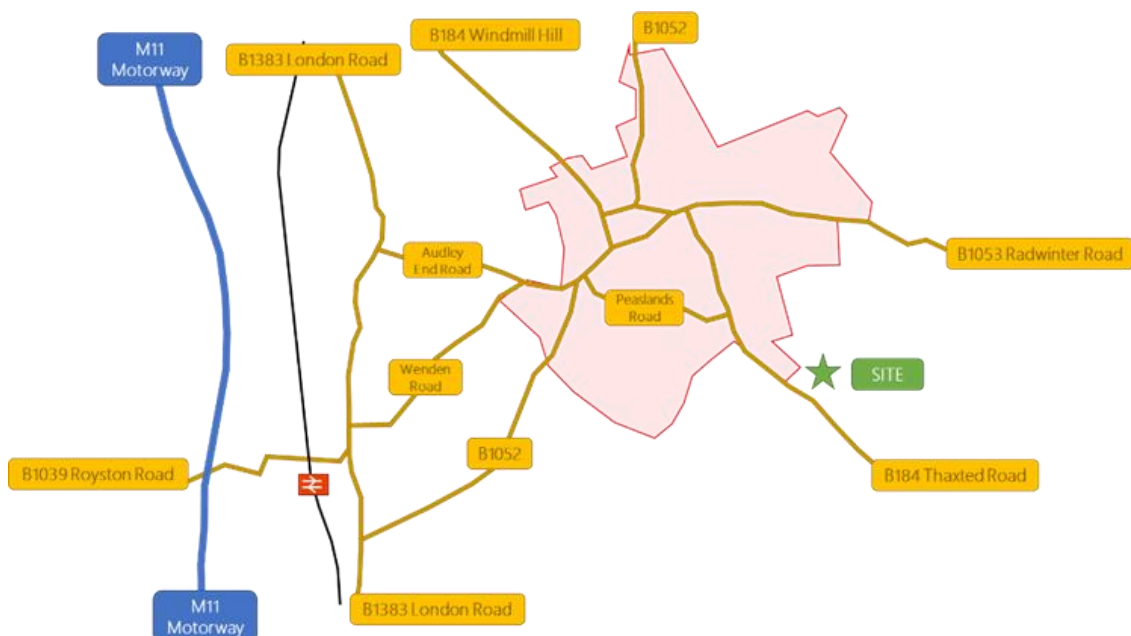 B184 Windmill Hill
B1052
M11
Motorway
B1383 London Road
Audley
End Road
B1053 Radwinter Road
Peaslands
Road
Wenden
Road
SITE
B1052
B1039 Royston Road
B184 Thaxted Road
M11
Motorway
B1383 London Road